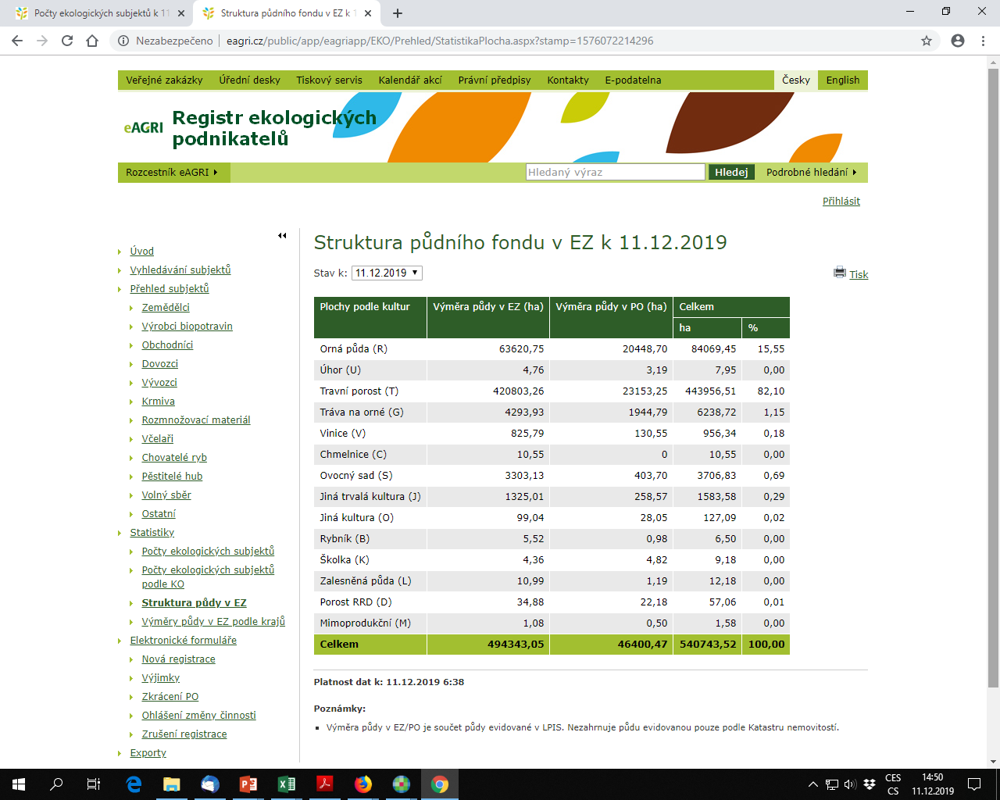 Počty ekologických subjektů k 11
Struktura půdního fondu v EZ k 1
Nezabezpečeno | eagri.cz/public/app/eagriapp/EKO/Prehled/StatistikaPlocha.aspx?stamp=1576072214296
Veřejné zakázky Úřední desky Tiskový servis Kalendář akcí Právní předpisy Kontakty E-podatelna Česky English
eAGRI
Registr ekologických
podnikatelů
Rozcestník eAGRI
Hledaný výraz Hledej Podrobné hledání
Přihlásit
Úvod
Vyhledávání subjektů
Přehled subjektů
Zemědělci
Výrobci biopotravin
Obchodníci
Dovozci
Vývozci
Krmiva
Rozmnožovací materiál
Včelaři
Chovatelé ryb
Pěstitelé hub
Volný sběr
Ostatní
Statistiky
Počty ekologických subjektů
Počty ekologických subjektů
podle KO
Struktura půdy v EZ
Výměry půdy v EZ podle krajů
Elektronické formuláře
Nová registrace
Výjimky
Zkrácení PO
Ohlášení změny činnosti
Zrušení registrace
Exporty
Struktura půdního fondu v EZ k 11.12.2019
Stav k: 11.12.2019
Tisk
Plochy podle kultur Výměra půdy v EZ (ha) Výměra půdy v PO (ha) Celkem
ha %
Orná půda (R) 63620,75 20448,70 84069,45 15,55
Úhor (U) 4,76 3,19 7,95 0,00
Travní porost (T) 420803,26 23153,25 443956,51 82,10
Tráva na orné (G) 4293,93 1944,79 6238,72 1,15
Vinice (V) 825,79 130,55 956,34 0,18
Chmelnice (C) 10,55 0 10,55 0,00
Ovocný sad (S) 3303,13 403,70 3706,83 0,69
Jiná trvalá kultura (J) 1325,01 258,57 1583,58 0,29
Jiná kultura (O) 99,04 28,05 127,09 0,02
Rybník (B) 5,52 0,98 6,50 0,00
Školka (K) 4,36 4,82 9,18 0,00
Zalesněná půda (L) 10,99 1,19 12,18 0,00
Porost RRD (D) 34,88 22,18 57,06 0,01
Mimoprodukční (M) 1,08 0,50 1,58 0,00
Celkem 494343,05 46400,47 540743,52 100,00
Platnost dat k: 11.12.2019 6:38
Poznámky:
Výměra půdy v EZ/PO je součet půdy evidované v LPIS. Nezahrnuje půdu evidovanou pouze podle Katastru nemovitostí.
CES
CS
14:50
11.12.2019